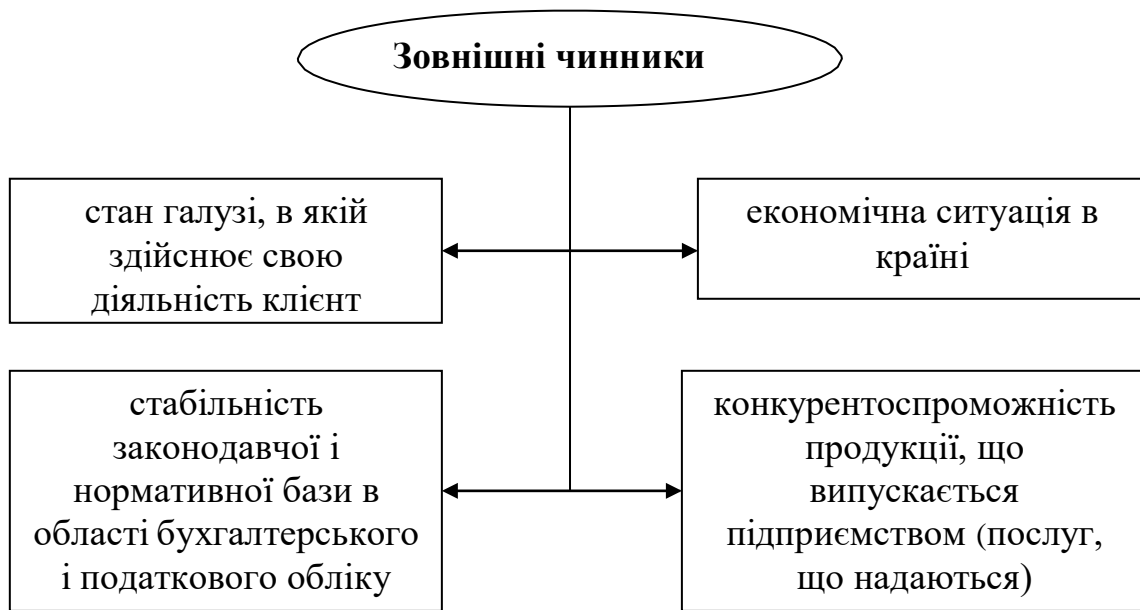 Зовнішні чинники
стан галузі, в якій
здійснює свою
діяльність клієнт
економічна ситуація в
країні
стабільність
законодавчої і
нормативної бази в
області бухгалтерського
і податкового обліку
конкурентоспроможність
продукції, що
випускається
підприємством (послуг,
що надаються)